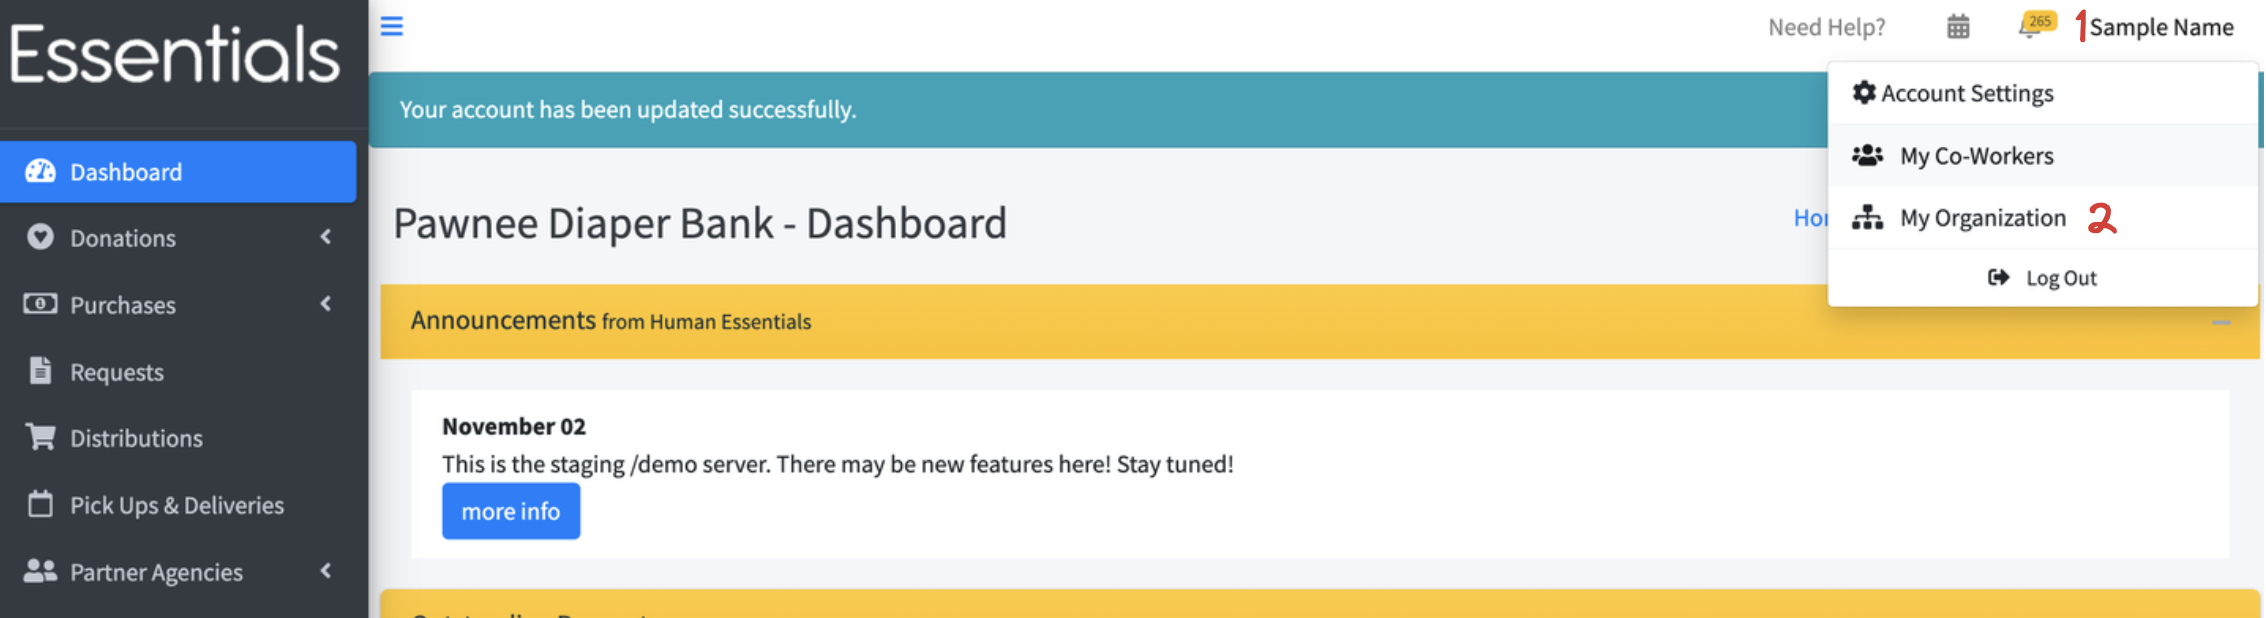 Essentials
Need Help?
265
1 Sample Name
Your account has been updated successfully.
Account Settings
My Co-Workers
My Organization 2
Log Out
Dashboard
Donations
Purchases
Requests
Distributions
Pick Ups & Deliveries
Partner Agencies
Pawnee Diaper Bank - Dashboard
Announcements from Human Essentials
November 02
This is the staging /demo server. There may be new features here! Stay tuned!
more info